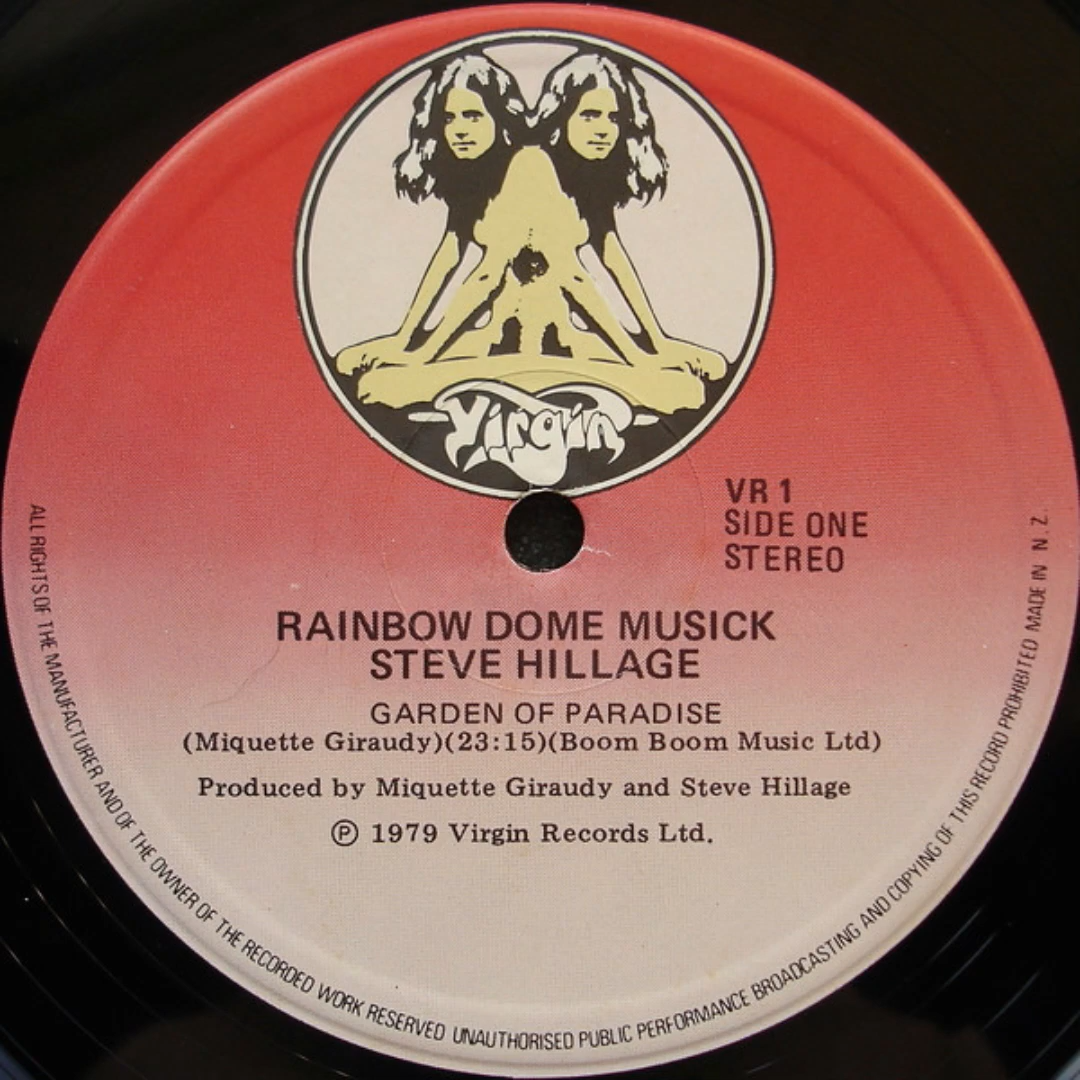 Virgin
VR 1
SIDE ONE
STEREO
RAINBOW DOME MUSICK
STEVE HILLAGE
GARDEN OF PARADISE
(Miquette Giraudy)(23:15)(Boom Boom Music Ltd)
Produced by Miquette Giraudy and Steve Hillage
℗ 1979 Virgin Records Ltd.
ALL RIGHTS OF THE MANUFACTURER AND OF THE OWNER OF THE RECORDED WORK RESERVED UNAUTHORISED PUBLIC PERFORMANCE BROADCASTING AND COPYING OF THIS RECORD PROHIBITED MADE IN N.Z.